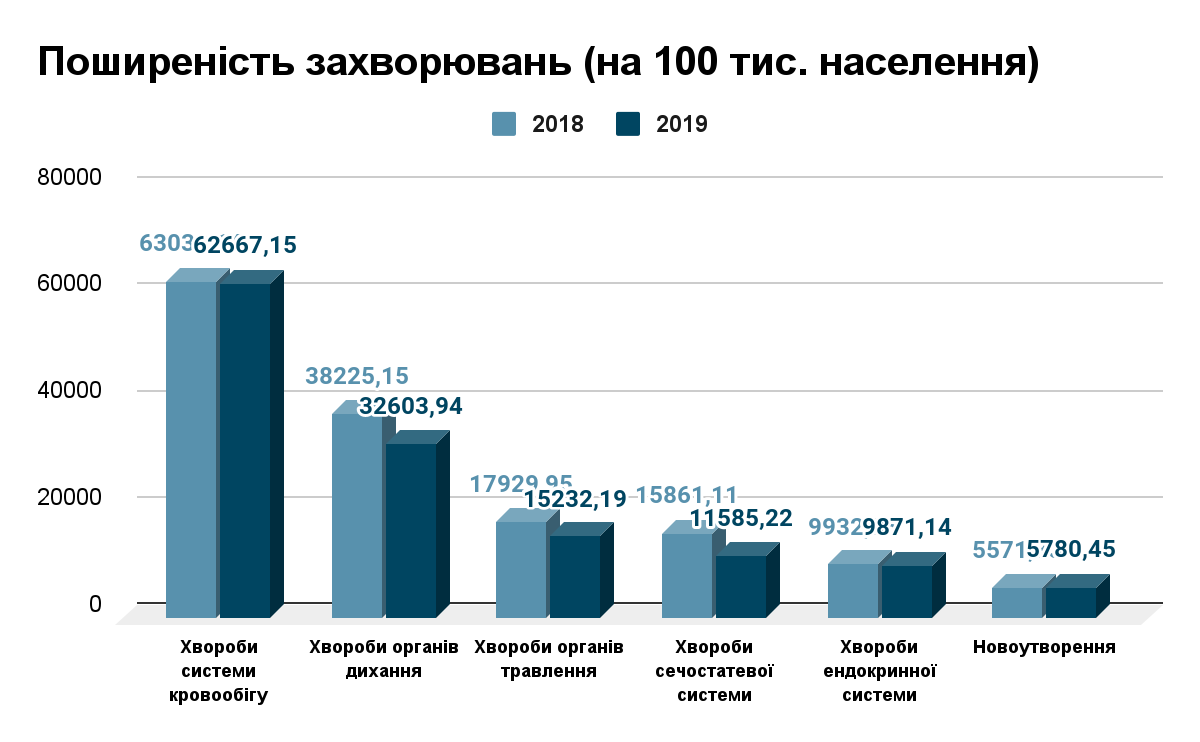 Поширеність захворювань (на 100 тис. населення)
2018 2019
80000
60000
40000
20000
0
62667,15
38225,15
32603,94
17929,95
15232,19
15861,11
11585,22
9871,14
5780,45
Хвороби системи кровообігу
Хвороби органів дихання
Хвороби органів травлення
Хвороби сечостатевої системи
Хвороби ендокринної системи
Новоутворення